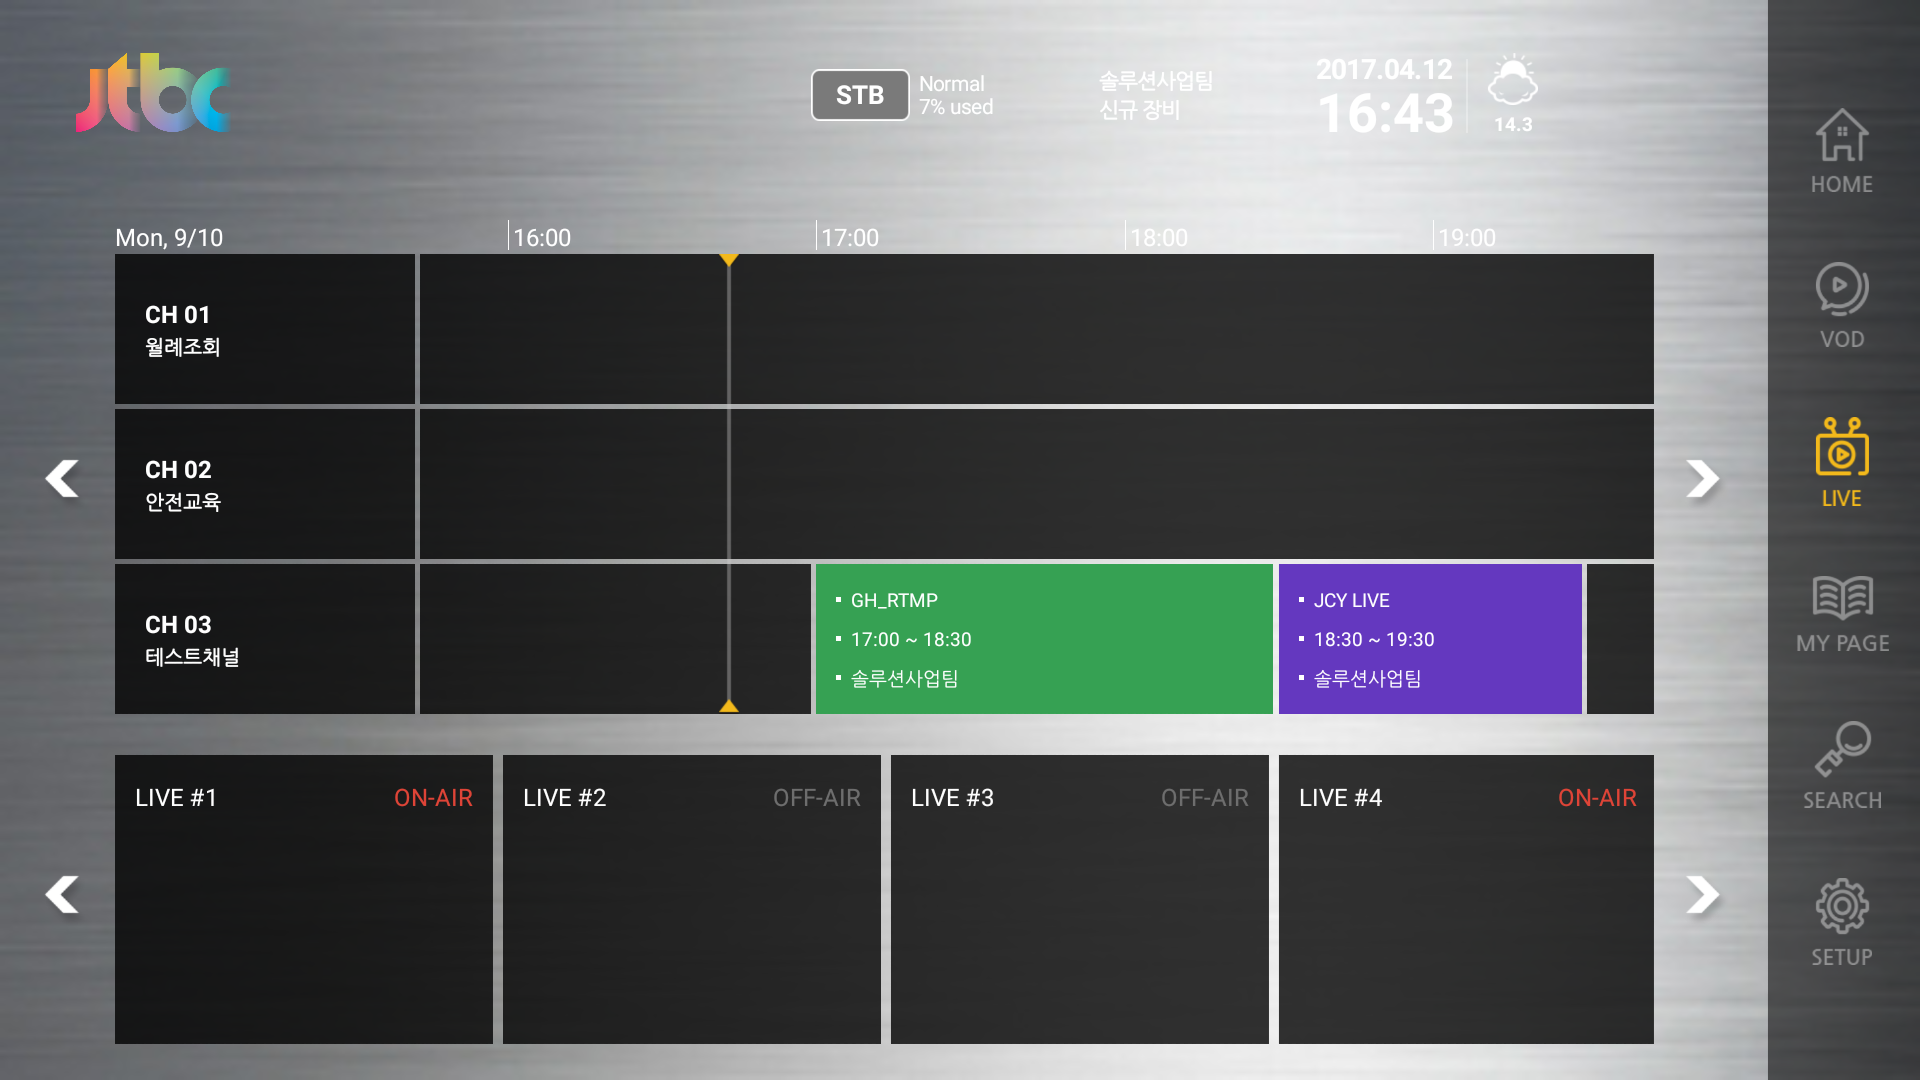 jtbc
STB
Normal
7% used
솔루션사업팀
신규 장비
2017.04.12
16:43
14.3
Mon, 9/10
16:00
17:00
18:00
19:00
CH 01
월례조회
CH 02
안전교육
CH 03
테스트채널
GH_RTMP
17:00 ~ 18:30
솔루션사업팀
JCY LIVE
18:30 ~ 19:30
솔루션사업팀
LIVE #1
ON-AIR
LIVE #2
OFF-AIR
LIVE #3
OFF-AIR
LIVE #4
ON-AIR
HOME
VOD
LIVE
MY PAGE
SEARCH
SETUP